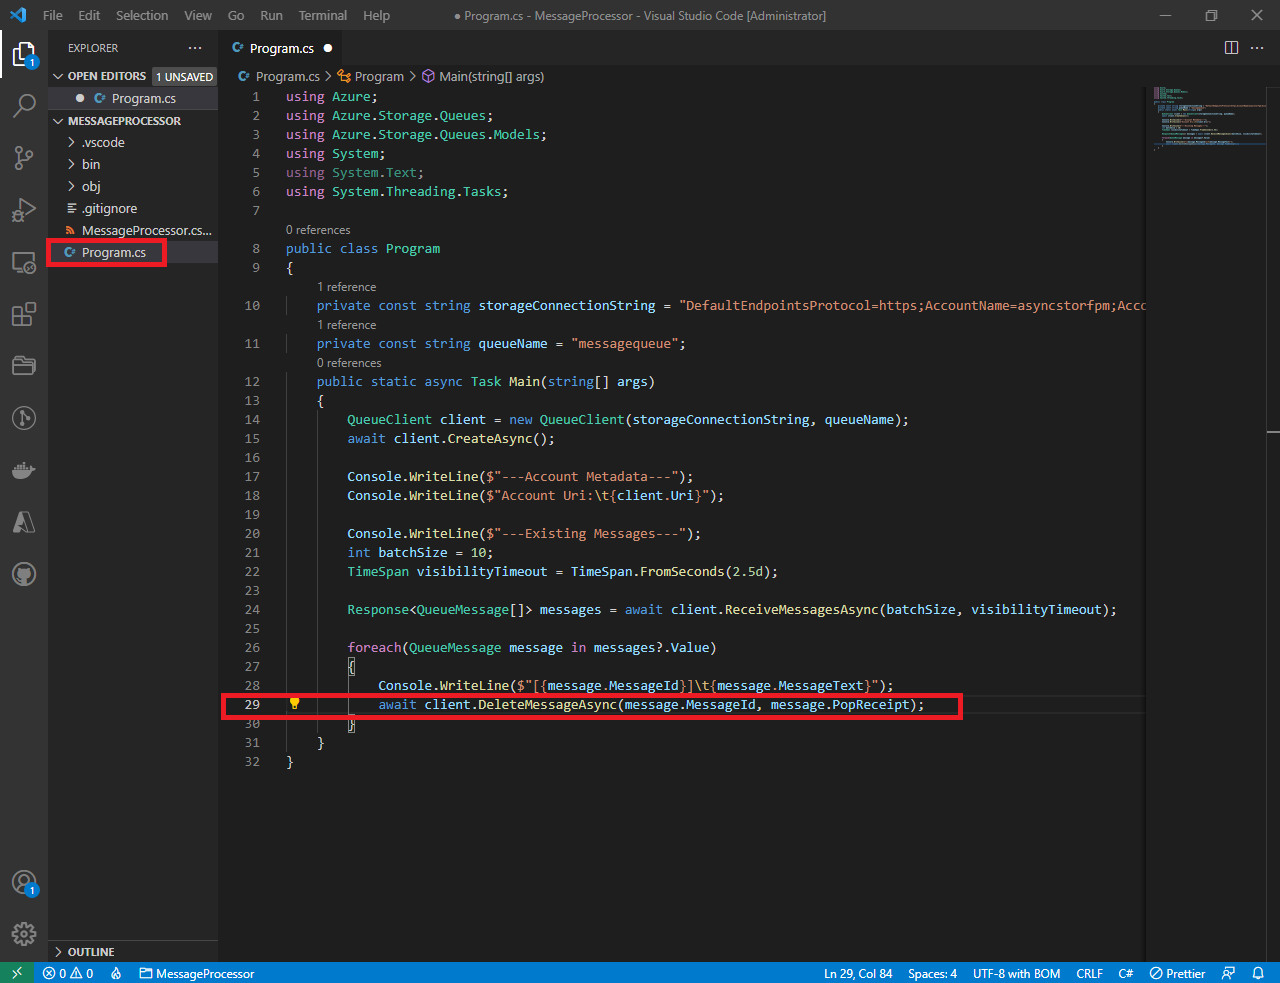 File Edit Selection View Go Run Terminal Help ● Program.cs - MessageProcessor - Visual Studio Code [Administrator]
EXPLORER
Program.cs
OPEN EDITORS 1 UNSAVED
Program.cs
MESSAGEPROCESSOR
.vscode
bin
obj
.gitignore
MessageProcessor.cs...
Program.cs
OUTLINE
1
1
Program.cs > Program > Main(string[] args)
1 using Azure;
2 using Azure.Storage.Queues;
3 using Azure.Storage.Queues.Models;
4 using System;
5 using System.Text;
6 using System.Threading.Tasks;
7
0 references
8 public class Program
9 {
1 reference
10 private const string storageConnectionString = "DefaultEndpointsProtocol=https;AccountName=asyncstorfpm;Acco
1 reference
11 private const string queueName = "messagequeue";
0 references
12 public static async Task Main(string[] args)
13 {
14 QueueClient client = new QueueClient(storageConnectionString, queueName);
15 await client.CreateAsync();
16
17 Console.WriteLine($"---Account Metadata---");
18 Console.WriteLine($"Account Uri:\t{client.Uri}");
19
20 Console.WriteLine($"---Existing Messages---");
21 int batchSize = 10;
22 TimeSpan visibilityTimeout = TimeSpan.FromSeconds(2.5d);
23
24 Response<QueueMessage[]> messages = await client.ReceiveMessagesAsync(batchSize, visibilityTimeout);
25
26 foreach(QueueMessage message in messages?.Value)
27 {
28 Console.WriteLine($"[{message.MessageId}]\t{message.MessageText}");
29 await client.DeleteMessageAsync(message.MessageId, message.PopReceipt);
30 }
31 }
32 }
0 0 MessageProcessor Ln 29, Col 84 Spaces: 4 UTF-8 with BOM CRLF C# Prettier